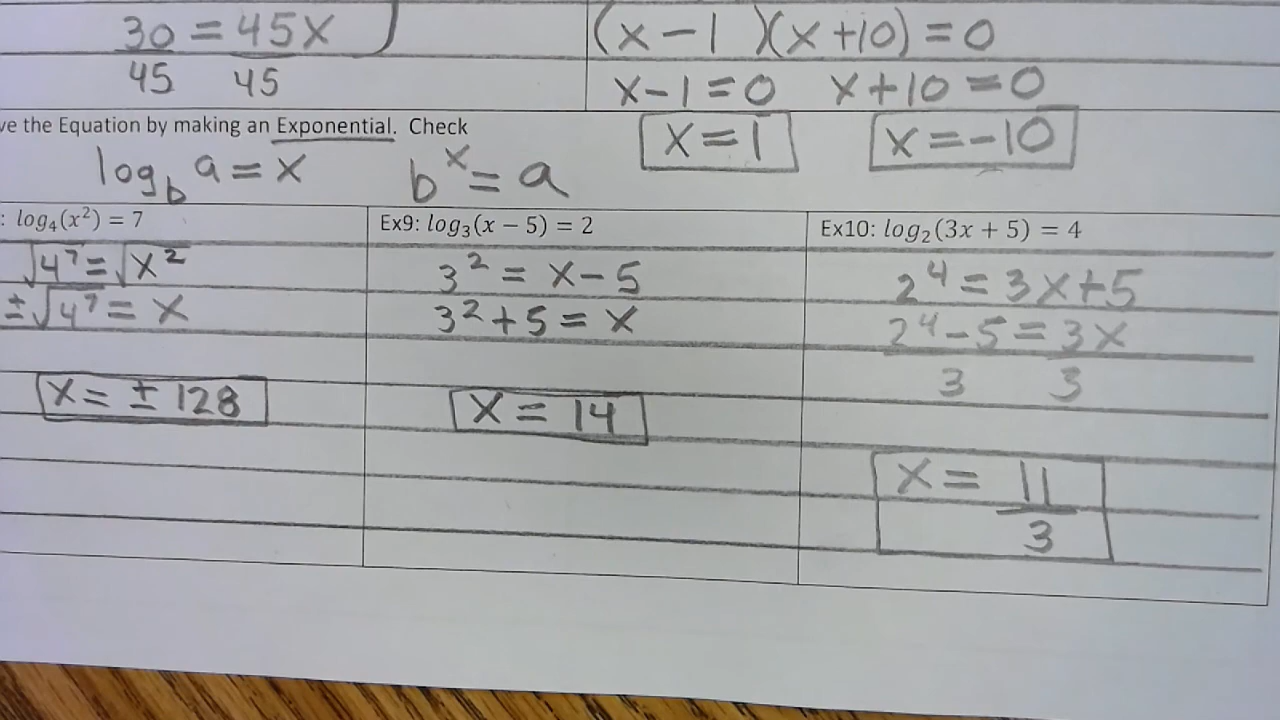 30 = 45x
45 45
(x - 1)(x + 10) = 0
x - 1 = 0 x + 10 = 0
x = 1 x = -10
ve the Equation by making an Exponential. Check
log_b a = x b^x = a
: log₄(x²) = 7
√4⁷ = √x²
±√4⁷ = x
x = ± 128
Ex9: log₃(x − 5) = 2
3² = x - 5
3² + 5 = x
x = 14
Ex10: log₂(3x + 5) = 4
2⁴ = 3x + 5
2⁴ - 5 = 3x
3 3
x = 11/3